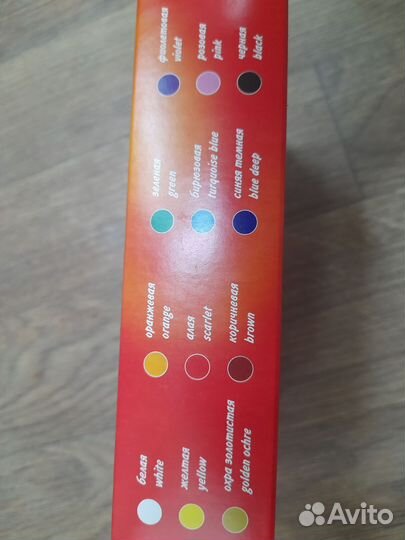 белая
white
желтая
yellow
охра золотистая
golden ochre
оранжевая
orange
алая
scarlet
коричневая
brown
зеленая
green
бирюзовая
turquoise blue
синяя темная
blue deep
фиолетовая
violet
розовая
pink
черная
black
Avito